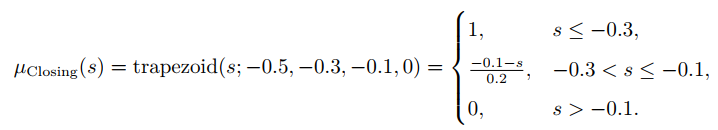 μ_Closing(s) = trapezoid(s; −0.5, −0.3, −0.1, 0) = { 1, s ≤ −0.3,
(−0.1−s)/0.2, −0.3 < s ≤ −0.1,
0, s > −0.1.